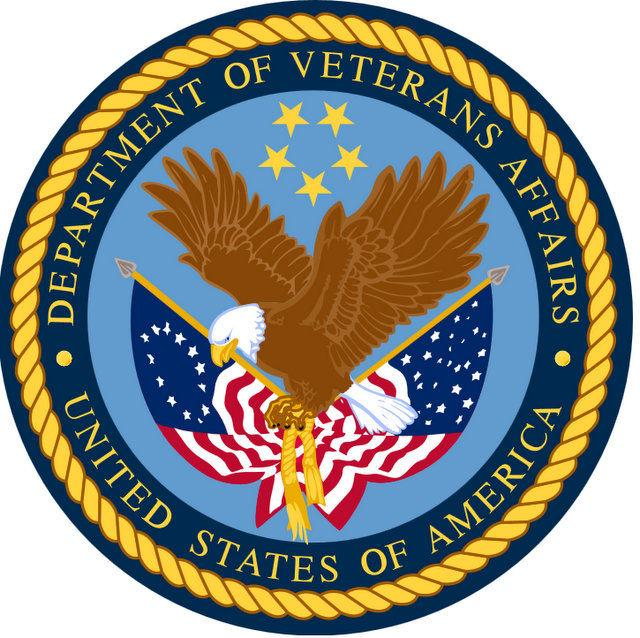 DEPARTMENT OF VETERANS AFFAIRS
UNITED STATES OF AMERICA